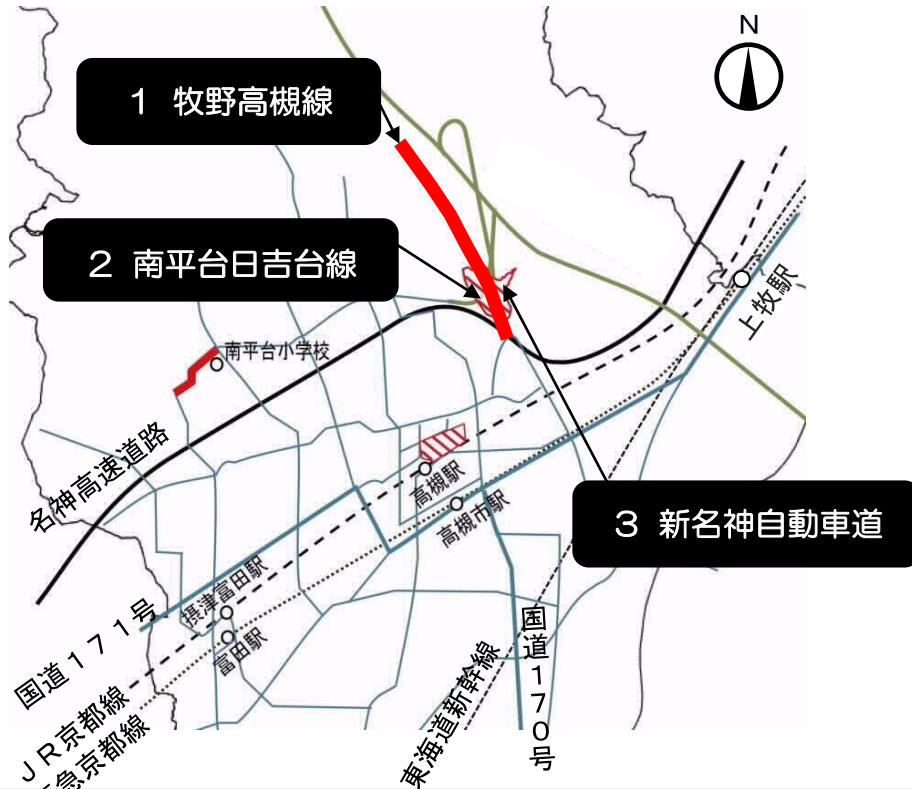 N
１ 牧野高槻線
２ 南平台日吉台線
上牧駅
南平台小学校
名神高速道路
高槻駅
高槻市駅
３ 新名神自動車道
摂津富田駅
富田駅
国道１７１号
国道１７０号
東海道新幹線
ＪＲ京都線
急京都線